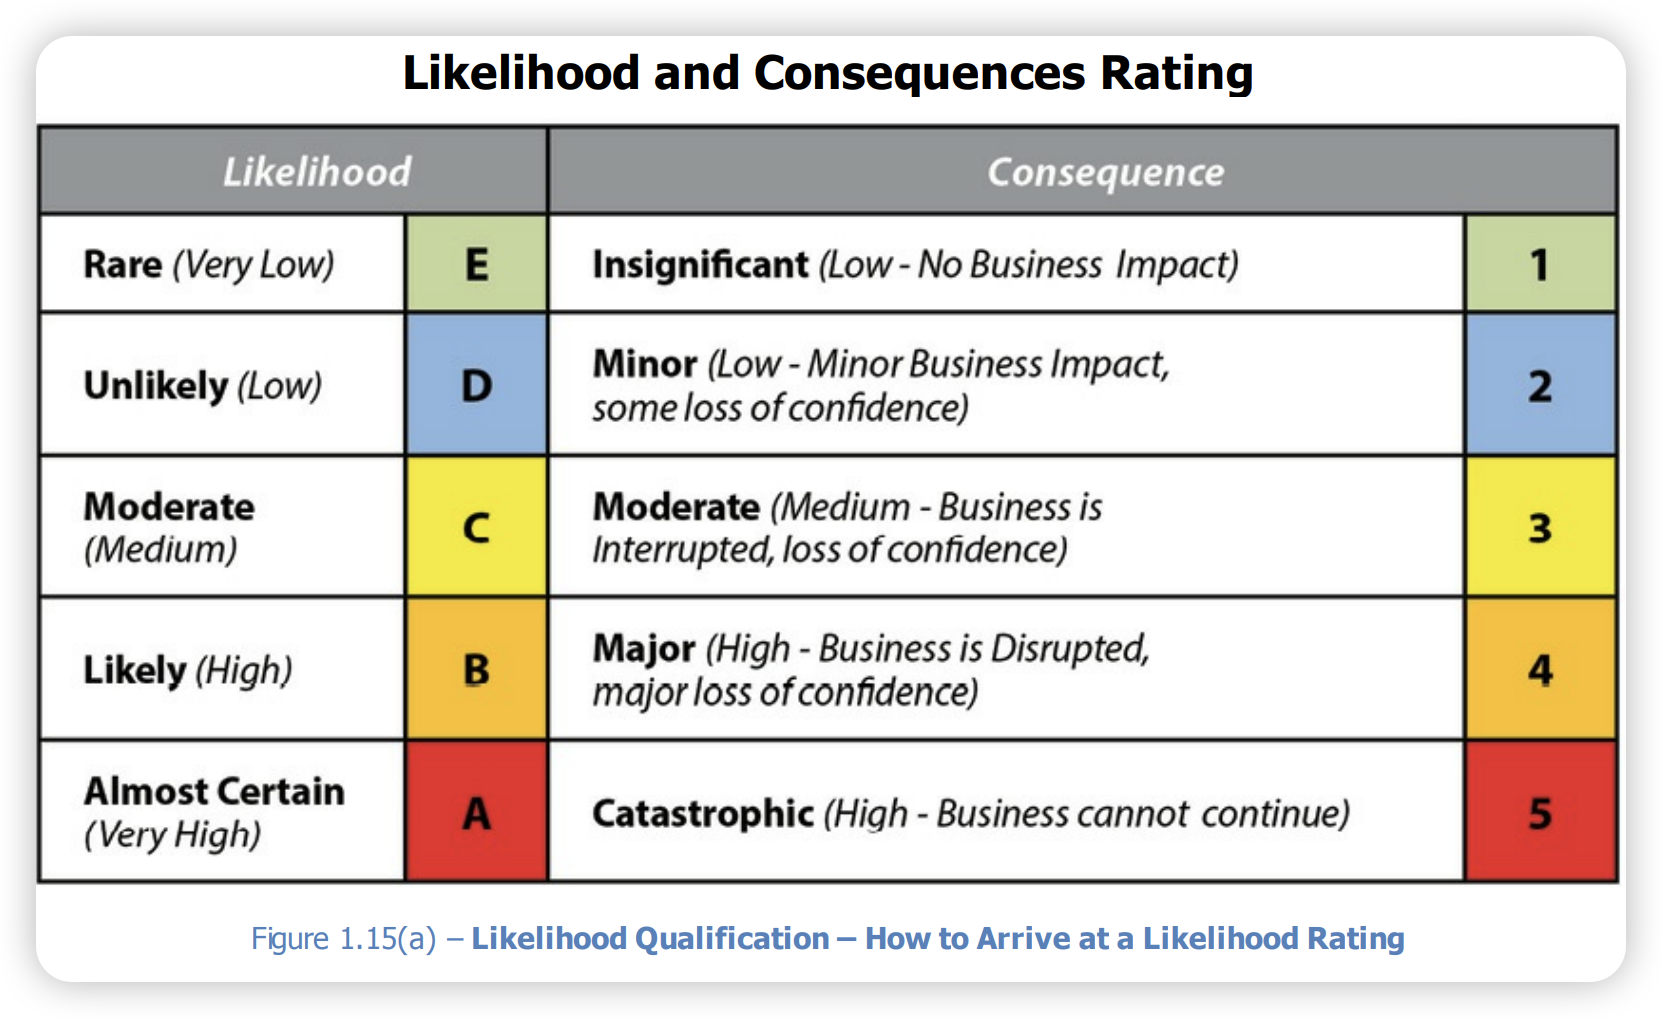 Likelihood and Consequences Rating
Likelihood Consequence
Rare (Very Low) E Insignificant (Low - No Business Impact) 1
Unlikely (Low) D Minor (Low - Minor Business Impact,
some loss of confidence) 2
Moderate
(Medium) C Moderate (Medium - Business is
Interrupted, loss of confidence) 3
Likely (High) B Major (High - Business is Disrupted,
major loss of confidence) 4
Almost Certain
(Very High) A Catastrophic (High - Business cannot continue) 5
Figure 1.15(a) – Likelihood Qualification – How to Arrive at a Likelihood Rating